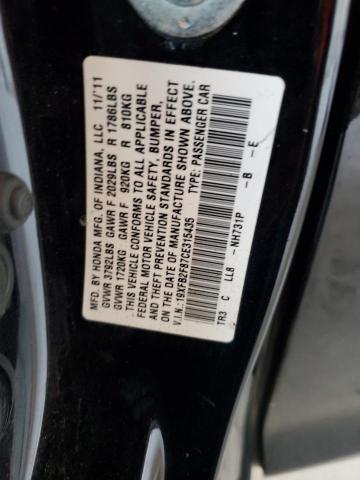 MFD. BY HONDA MFG. OF INDIANA, LLC 11/'11
GVWR 3792LBS GAWR F 2029LBS R 1786LBS
GVWR 1720KG GAWR F 920KG R 810KG
THIS VEHICLE CONFORMS TO ALL APPLICABLE
FEDERAL MOTOR VEHICLE SAFETY, BUMPER,
AND THEFT PREVENTION STANDARDS IN EFFECT
ON THE DATE OF MANUFACTURE SHOWN ABOVE.
V.I.N.: 19XFB2F87CE315435 TYPE: PASSENGER CAR
TR3 C LL8 -NH731P -B -E